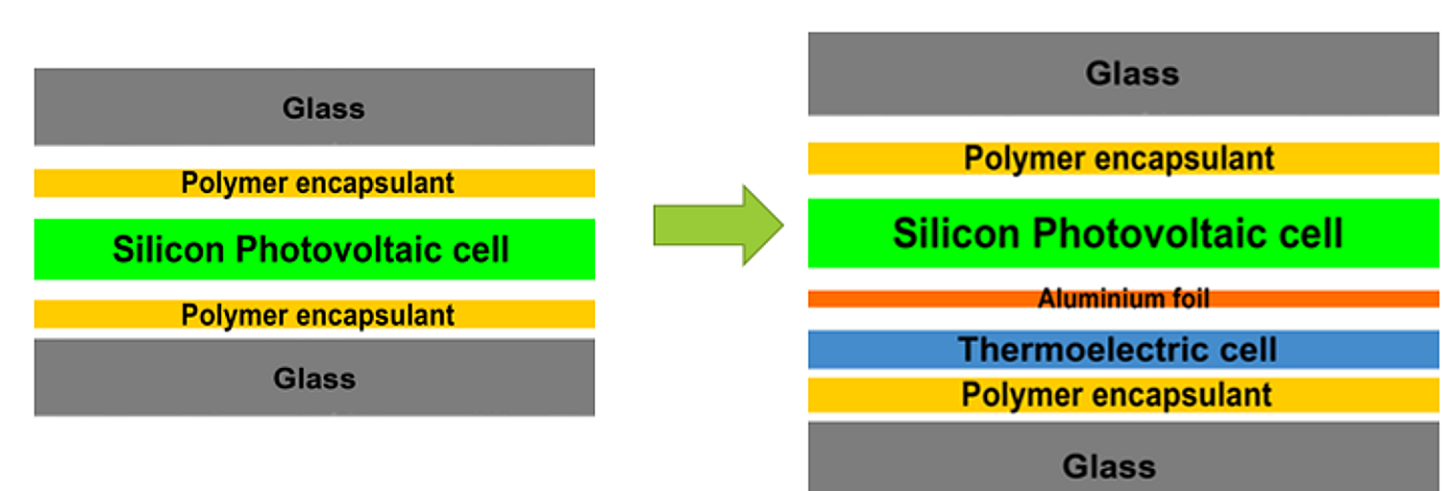 Glass
Polymer encapsulant
Silicon Photovoltaic cell
Polymer encapsulant
Glass
Glass
Polymer encapsulant
Silicon Photovoltaic cell
Aluminium foil
Thermoelectric cell
Polymer encapsulant
Glass